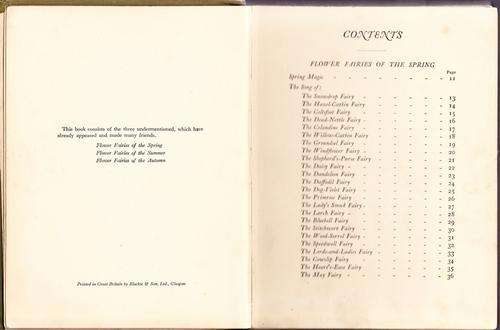 This book consists of the three undermentioned, which have
already appeared and made many friends.
Flower Fairies of the Spring
Flower Fairies of the Summer
Flower Fairies of the Autumn
Printed in Great Britain by Blackie & Son, Ltd., Glasgow
CONTENTS
FLOWER FAIRIES OF THE SPRING
Page
Spring Magic - - - - - - 12
The Song of:
The Snowdrop Fairy - - - - - 13
The Hazel-Catkin Fairy - - - - - 14
The Coltsfoot Fairy - - - - - 15
The Dead-Nettle Fairy - - - - - 16
The Celandine Fairy - - - - - 17
The Willow-Catkin Fairy - - - - - 18
The Groundsel Fairy - - - - - 19
The Windflower Fairy - - - - - 20
The Shepherd's-Purse Fairy - - - - 21
The Daisy Fairy - - - - - 22
The Dandelion Fairy - - - - - 23
The Daffodil Fairy - - - - - 24
The Dog-Violet Fairy - - - - - 25
The Primrose Fairy - - - - - 26
The Lady's Smock Fairy - - - - - 27
The Larch Fairy - - - - - 28
The Bluebell Fairy - - - - - 29
The Stitchwort Fairy - - - - - 30
The Wood-Sorrel Fairy - - - - - 31
The Speedwell Fairy - - - - - 32
The Lords-and-Ladies Fairy - - - - 33
The Cowslip Fairy - - - - - 34
The Heart's-Ease Fairy - - - - - 35
The May Fairy - - - - - 36